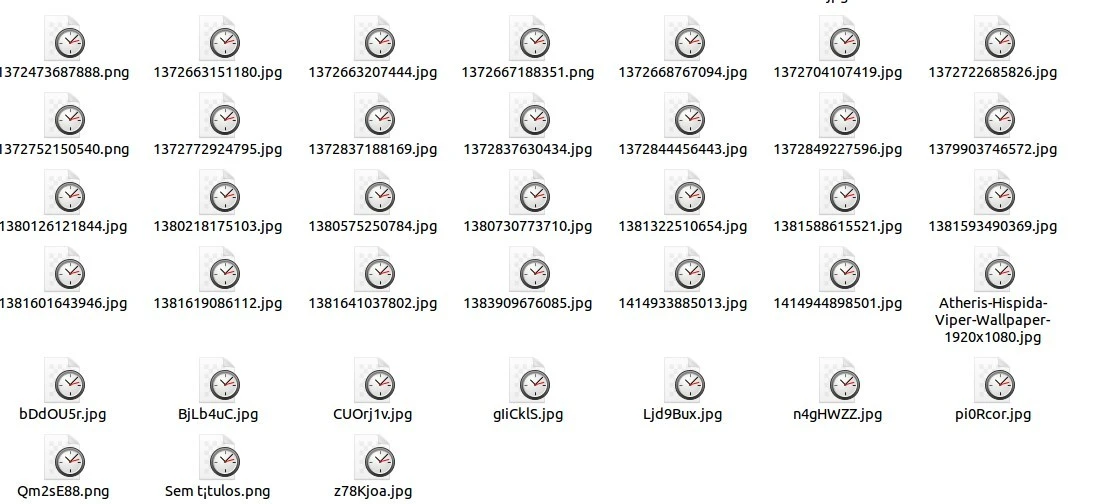 jpg
1372473687888.png 1372663151180.jpg 1372663207444.jpg 1372667188351.png 1372668767094.jpg 1372704107419.jpg 1372722685826.jpg
1372752150540.png 1372772924795.jpg 1372837188169.jpg 1372837630434.jpg 1372844456443.jpg 1372849227596.jpg 1379903746572.jpg
1380126121844.jpg 1380218175103.jpg 1380575250784.jpg 1380730773710.jpg 1381322510654.jpg 1381588615521.jpg 1381593490369.jpg
1381601643946.jpg 1381619086112.jpg 1381641037802.jpg 1383909676085.jpg 1414933885013.jpg 1414944898501.jpg Atheris-Hispida-
Viper-Wallpaper-
1920x1080.jpg
bDdOU5r.jpg BjLb4uC.jpg CUOrj1v.jpg gIiCklS.jpg Ljd9Bux.jpg n4gHWZZ.jpg pi0Rcor.jpg
Qm2sE88.png Sem t¡tulos.png z78Kjoa.jpg